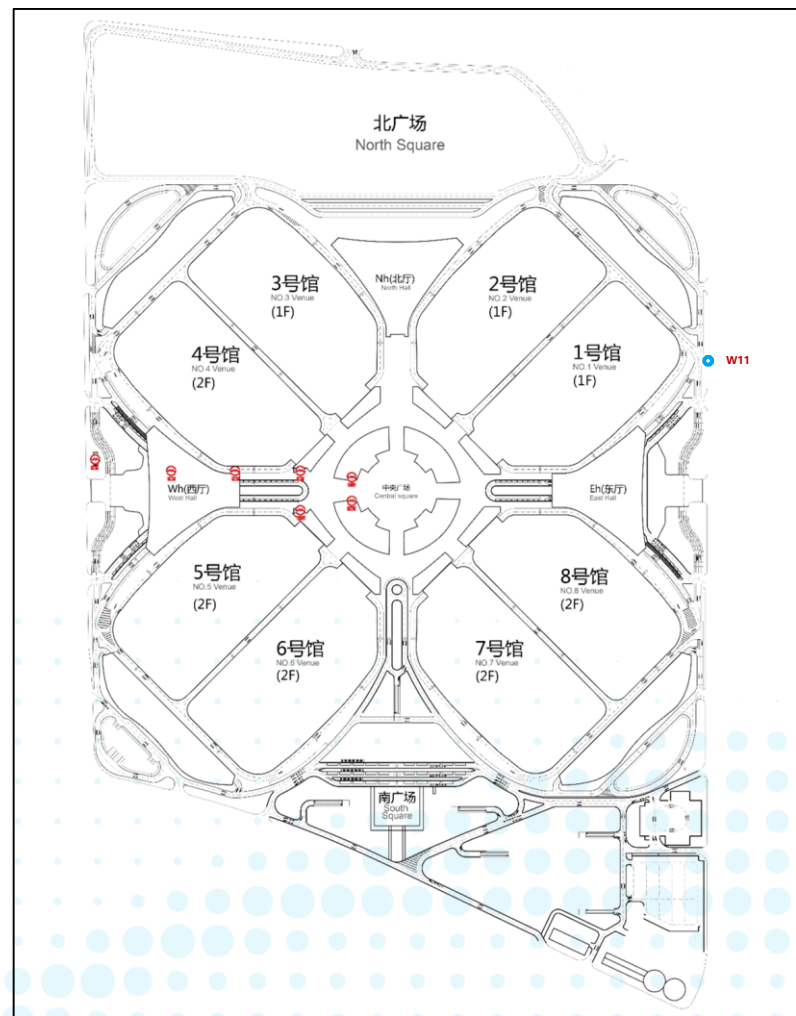 北广场
North Square
3号馆
NO.3 Venue
(1F)
Nh(北厅)
North Hall
2号馆
NO.2 Venue
(1F)
4号馆
NO.4 Venue
(2F)
1号馆
NO.1 Venue
(1F)
W11
Wh(西厅)
West Hall
中央广场
Central square
Eh(东厅)
East Hall
5号馆
NO.5 Venue
(2F)
8号馆
NO.8 Venue
(2F)
6号馆
NO.6 Venue
(2F)
7号馆
NO.7 Venue
(2F)
南广场
South
Square